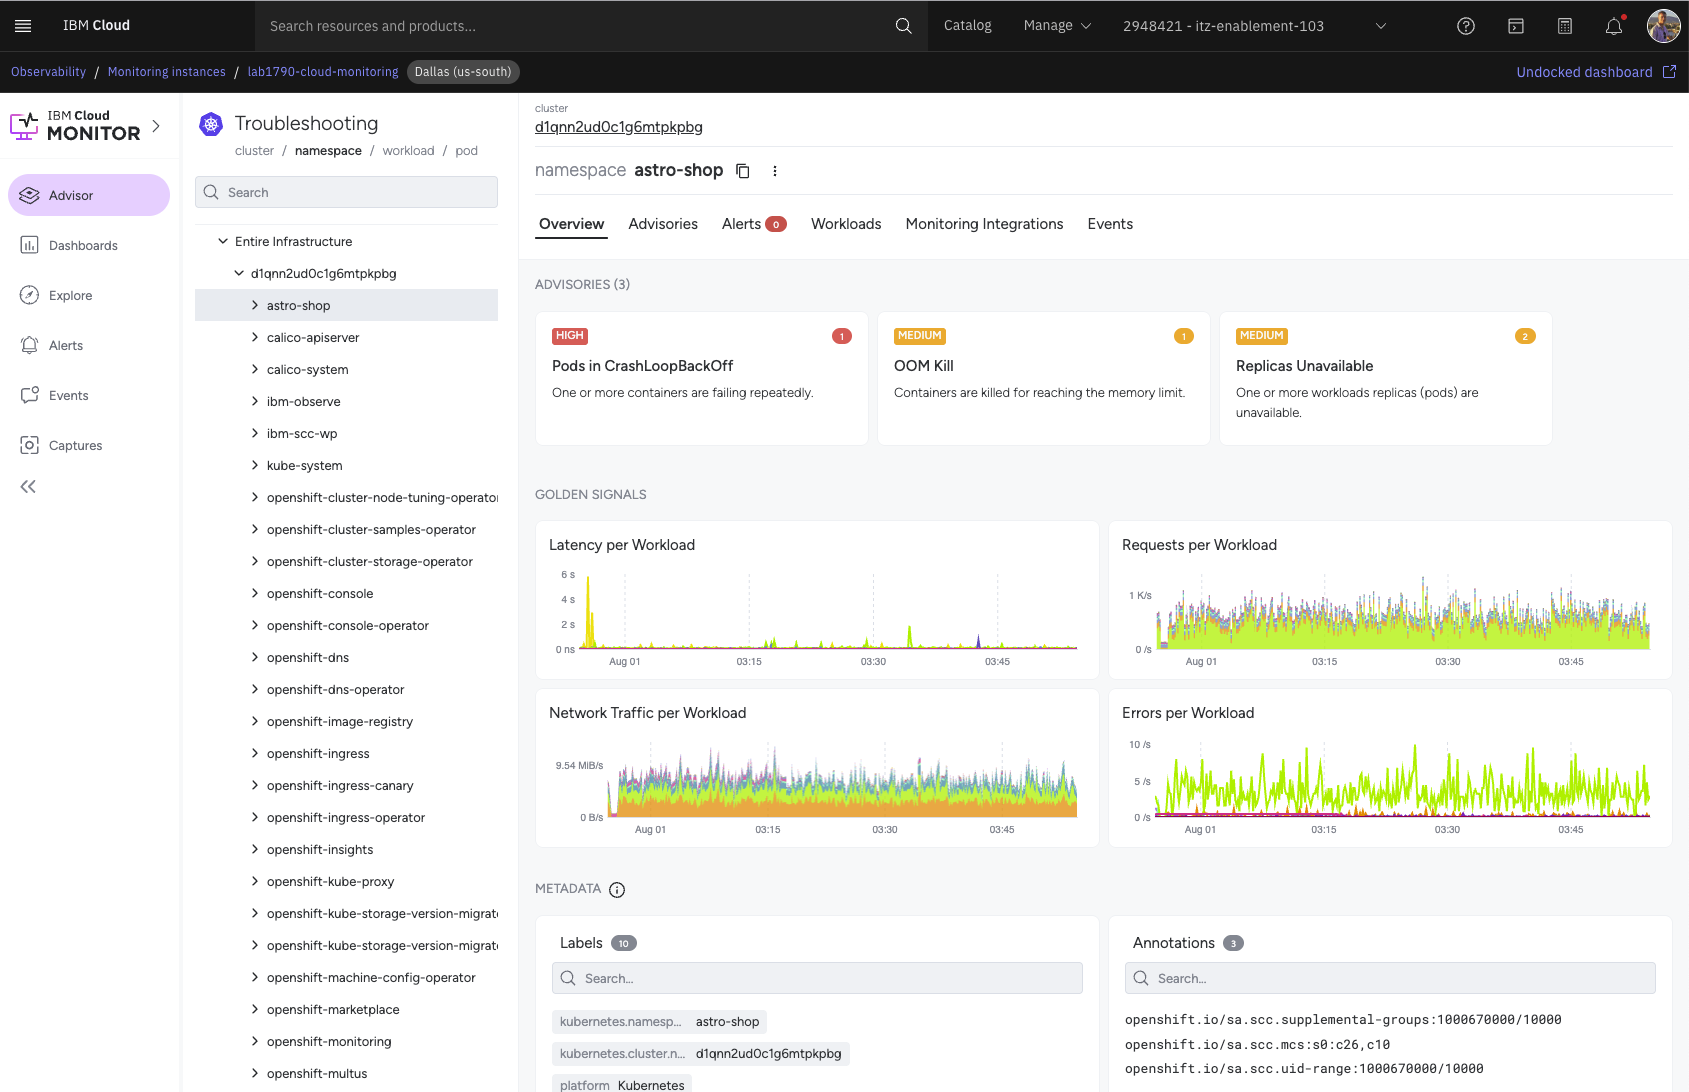 IBM Cloud
Search resources and products...
Catalog
Manage
2948421 - itz-enablement-103
Observability / Monitoring instances / lab1790-cloud-monitoring Dallas (us-south)
Undocked dashboard
IBM Cloud
MONITOR
Advisor
Dashboards
Explore
Alerts
Events
Captures
Troubleshooting
cluster / namespace / workload / pod
Search
Entire Infrastructure
d1qnn2ud0c1g6mtpkpbg
astro-shop
calico-apiserver
calico-system
ibm-observe
ibm-scc-wp
kube-system
openshift-cluster-node-tuning-operator
openshift-cluster-samples-operator
openshift-cluster-storage-operator
openshift-console
openshift-console-operator
openshift-dns
openshift-dns-operator
openshift-image-registry
openshift-ingress
openshift-ingress-canary
openshift-ingress-operator
openshift-insights
openshift-kube-proxy
openshift-kube-storage-version-migrat
openshift-kube-storage-version-migrat
openshift-machine-config-operator
openshift-marketplace
openshift-monitoring
openshift-multus
cluster
d1qnn2ud0c1g6mtpkpbg
namespace astro-shop
Overview Advisories Alerts 0 Workloads Monitoring Integrations Events
ADVISORIES (3)
HIGH 1
Pods in CrashLoopBackOff
One or more containers are failing repeatedly.
MEDIUM 1
OOM Kill
Containers are killed for reaching the memory limit.
MEDIUM 2
Replicas Unavailable
One or more workloads replicas (pods) are
unavailable.
GOLDEN SIGNALS
Latency per Workload
6 s
4 s
2 s
0 ns
Aug 01 03:15 03:30 03:45
Requests per Workload
1 K/s
0 /s
Aug 01 03:15 03:30 03:45
Network Traffic per Workload
9.54 MiB/s
0 B/s
Aug 01 03:15 03:30 03:45
Errors per Workload
10 /s
5 /s
0 /s
Aug 01 03:15 03:30 03:45
METADATA
Labels 10
Search...
kubernetes.namesp... astro-shop
kubernetes.cluster.n... d1qnn2ud0c1g6mtpkpbg
platform Kubernetes
Annotations 3
Search...
openshift.io/sa.scc.supplemental-groups:1000670000/10000
openshift.io/sa.scc.mcs:s0:c26,c10
openshift.io/sa.scc.uid-range:1000670000/10000